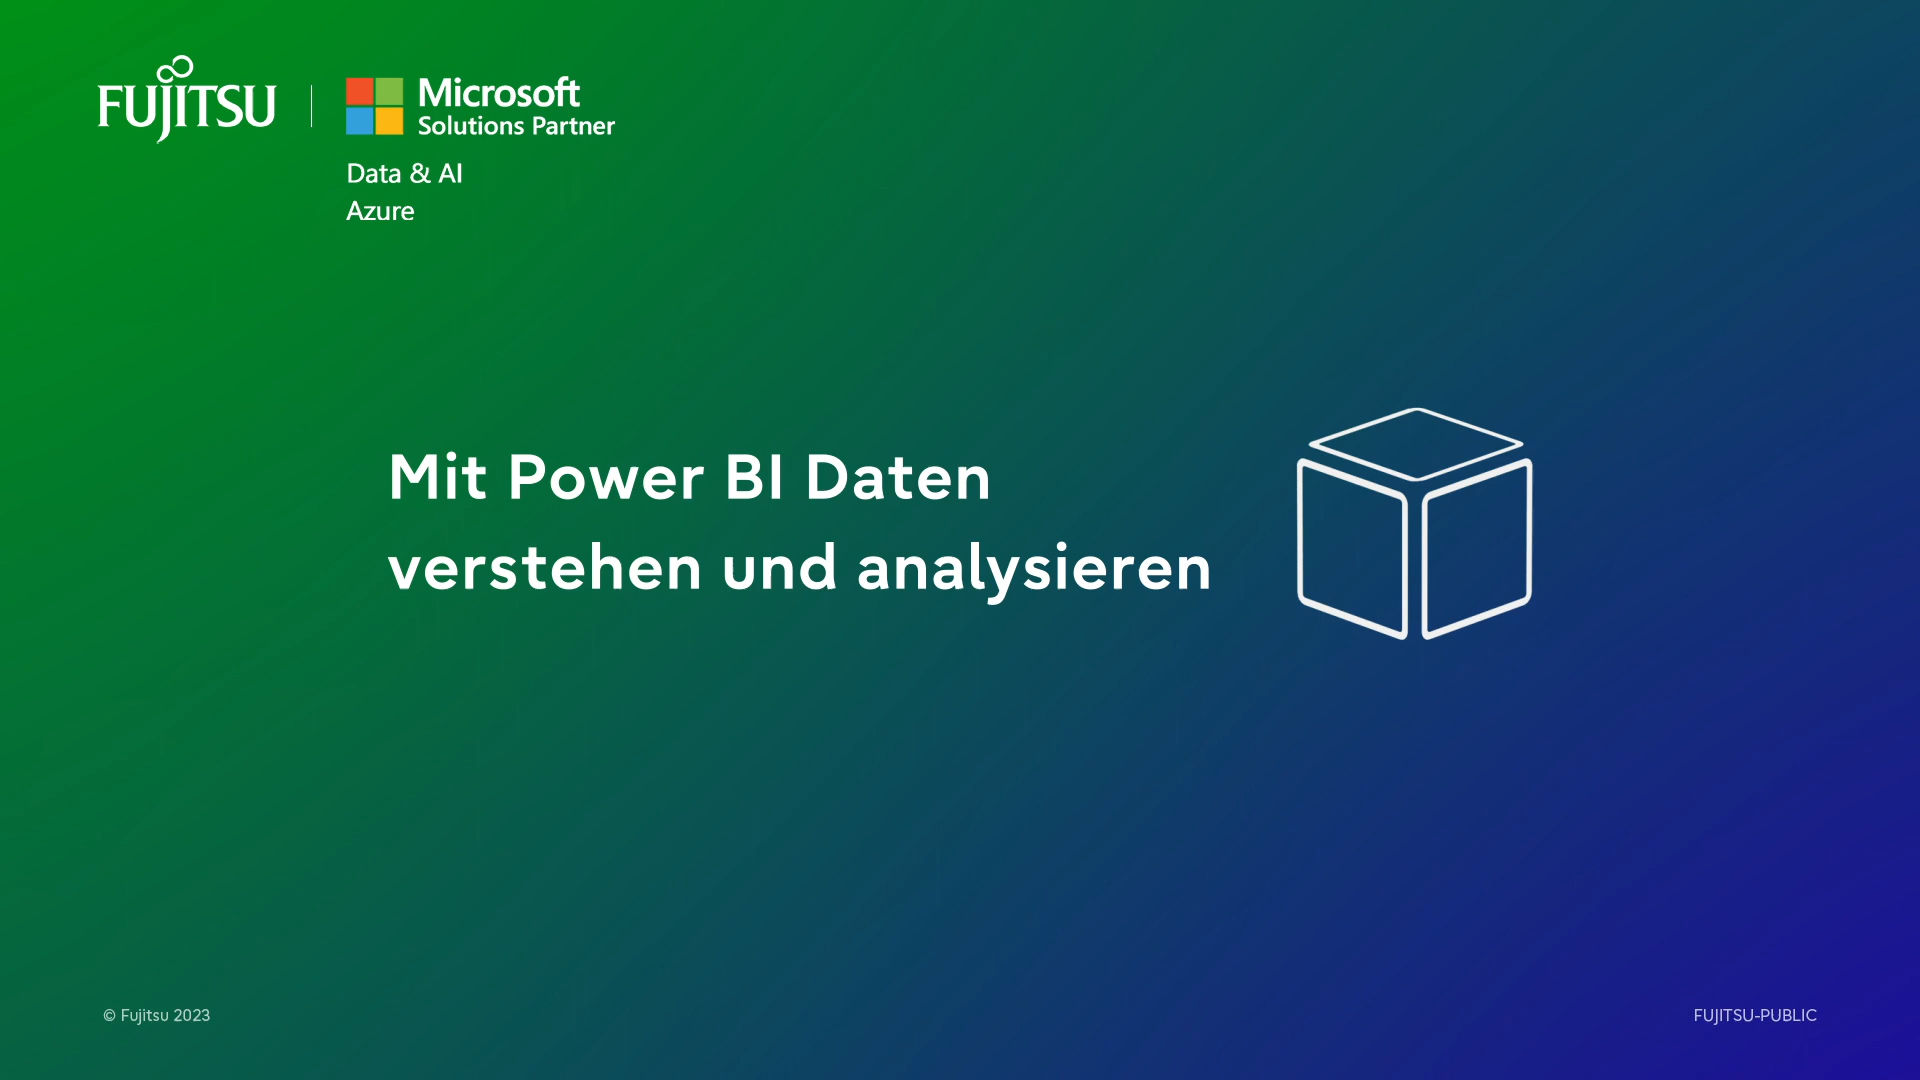 FUJITSU
Microsoft
Solutions Partner
Data & AI
Azure
Mit Power BI Daten
verstehen und analysieren
© Fujitsu 2023
FUJITSU-PUBLIC